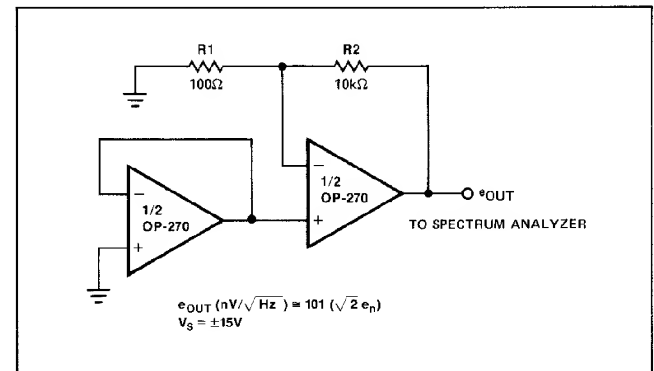 R1
100Ω
R2
10kΩ
−
+
1/2
OP-270
−
+
1/2
OP-270
eOUT
TO SPECTRUM ANALYZER
eOUT (nV/√Hz ) ≅ 101 (√2 en)
VS = ±15V